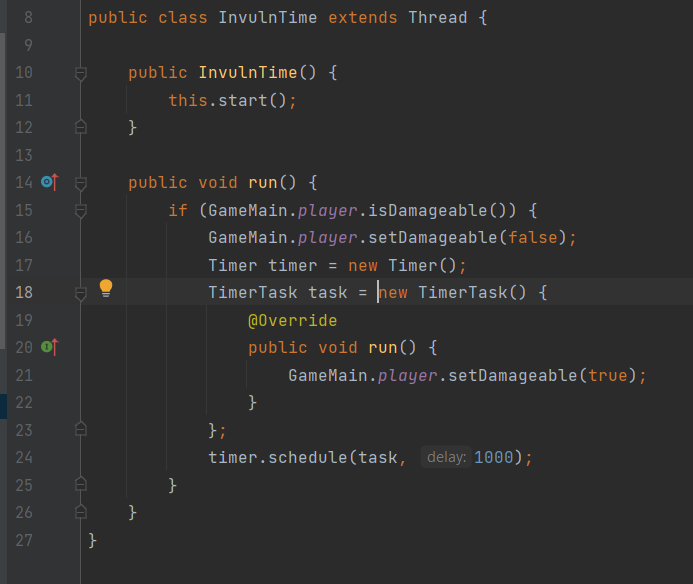 8 public class InvulnTime extends Thread {
9
10 public InvulnTime() {
11 this.start();
12 }
13
14 public void run() {
15 if (GameMain.player.isDamageable()) {
16 GameMain.player.setDamageable(false);
17 Timer timer = new Timer();
18 TimerTask task = new TimerTask() {
19 @Override
20 public void run() {
21 GameMain.player.setDamageable(true);
22 }
23 };
24 timer.schedule(task, delay: 1000);
25 }
26 }
27 }